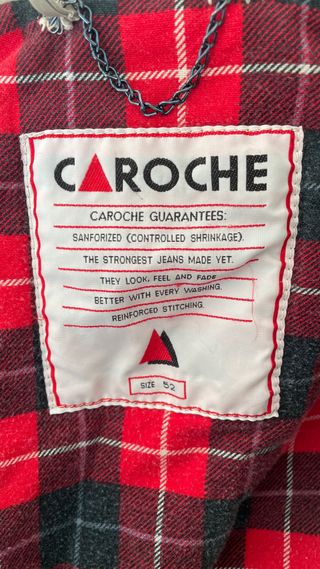 CAROCHE
CAROCHE GUARANTEES:
SANFORIZED (CONTROLLED SHRINKAGE).
THE STRONGEST JEANS MADE YET.
THEY LOOK, FEEL AND FADE
BETTER WITH EVERY WASHING.
REINFORCED STITCHING.
SIZE 52